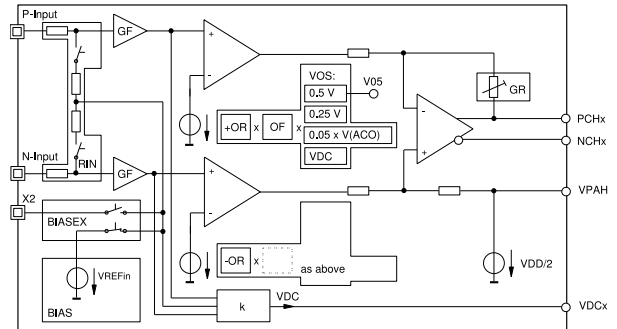 P-Input
GF
+
-
VOS:
0.5 V
V05
0.25 V
+OR x OF x 0.05 x V(ACO)
VDC
GR
-
+
PCHx
NCHx
N-Input
RIN
GF
+
-
VPAH
X2
BIASEX
-OR x
as above
VREFin
VDD/2
BIAS
k
VDC
VDCx